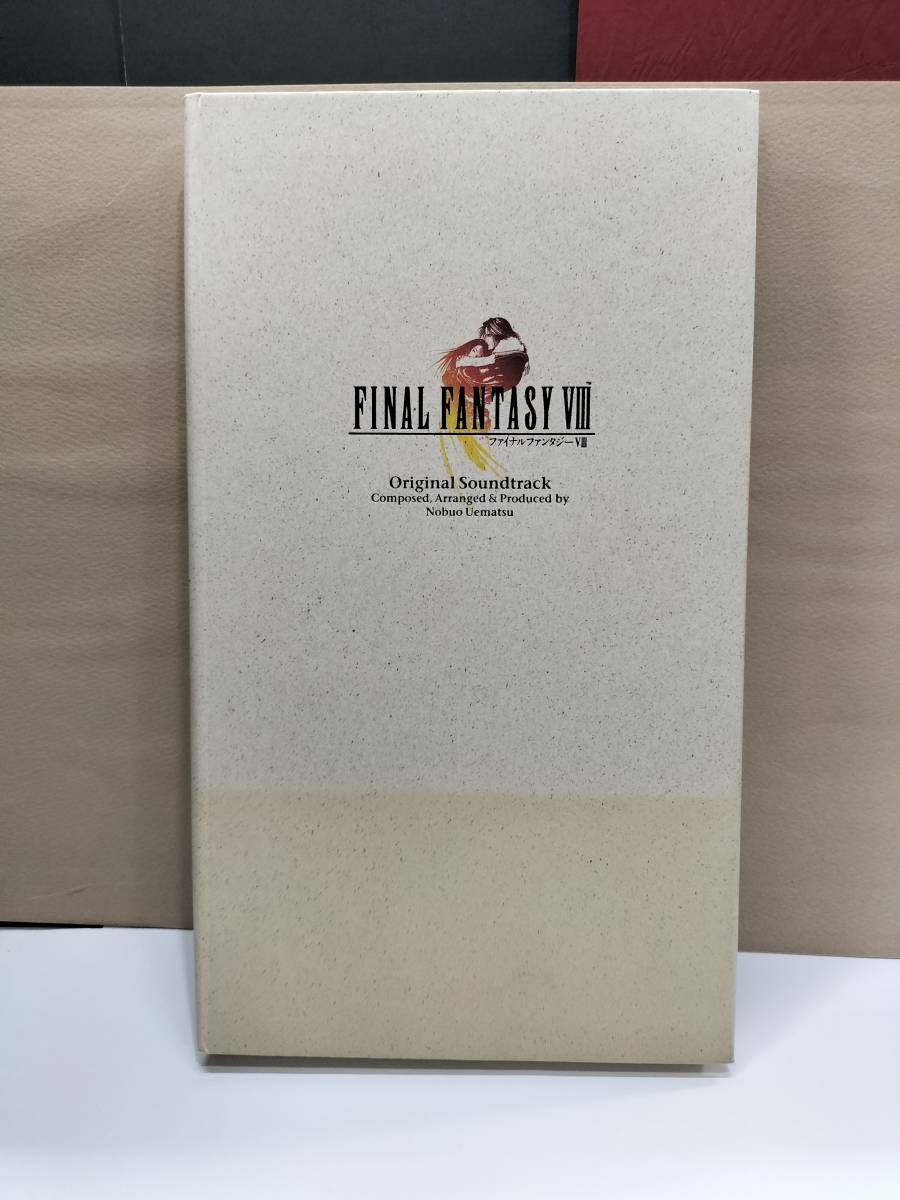 FINAL FANTASY VIII
ファイナルファンタジーVIII
Original Soundtrack
Composed, Arranged & Produced by
Nobuo Uematsu